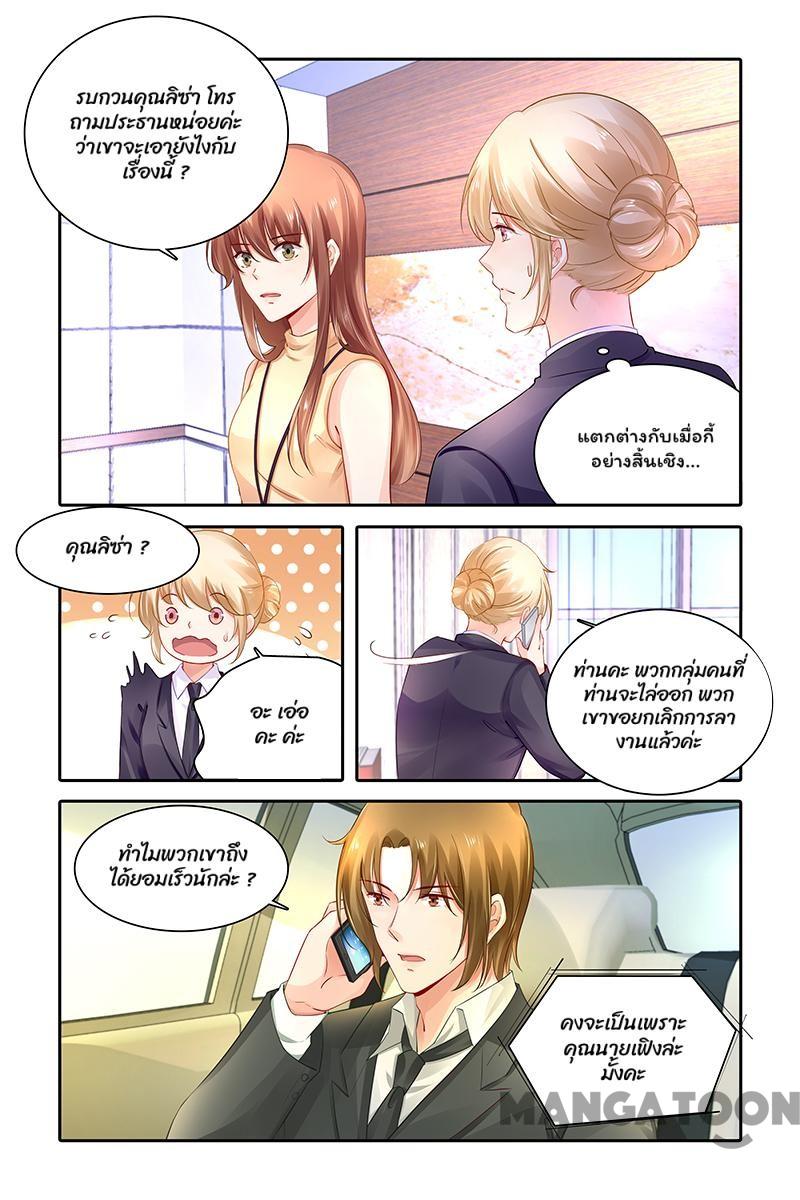 รบกวนคุณลิซ่า โทร
ถามประธานหน่อยค่ะ
ว่าเขาจะเอายังไงกับ
เรื่องนี้ ?
แตกต่างกับเมื่อกี้
อย่างสิ้นเชิง...
คุณลิซ่า ?
อะ เอ่อ
คะ ค่ะ
ท่านคะ พวกกลุ่มคนที่
ท่านจะไล่ออก พวก
เขาขอยกเลิกการลา
งานแล้วค่ะ
ทำไมพวกเขาถึง
ได้ยอมเร็วนักล่ะ ?
คงจะเป็นเพราะ
คุณนายเฟิงล่ะ
มั้งคะ
MANGATOON